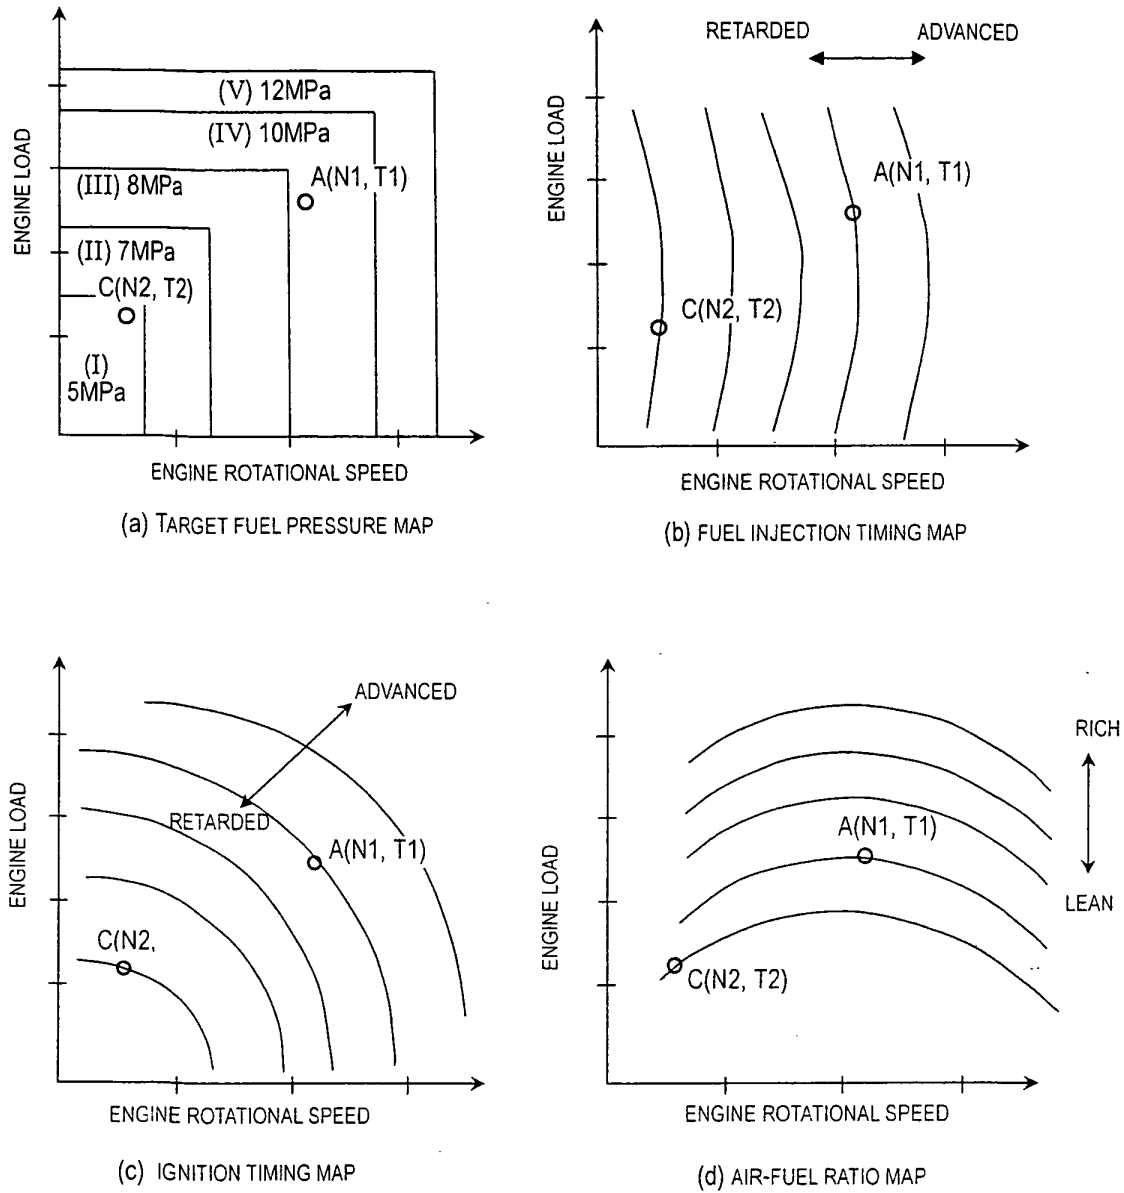 (V) 12MPa
(IV) 10MPa
A(N1, T1)
(III) 8MPa
(II) 7MPa
C(N2, T2)
(I)
5MPa
ENGINE LOAD
ENGINE ROTATIONAL SPEED
(a) TARGET FUEL PRESSURE MAP
RETARDED
ADVANCED
A(N1, T1)
C(N2, T2)
ENGINE LOAD
ENGINE ROTATIONAL SPEED
(b) FUEL INJECTION TIMING MAP
ADVANCED
RETARDED
A(N1, T1)
C(N2,
ENGINE LOAD
ENGINE ROTATIONAL SPEED
(c) IGNITION TIMING MAP
RICH
A(N1, T1)
LEAN
C(N2, T2)
ENGINE LOAD
ENGINE ROTATIONAL SPEED
(d) AIR-FUEL RATIO MAP